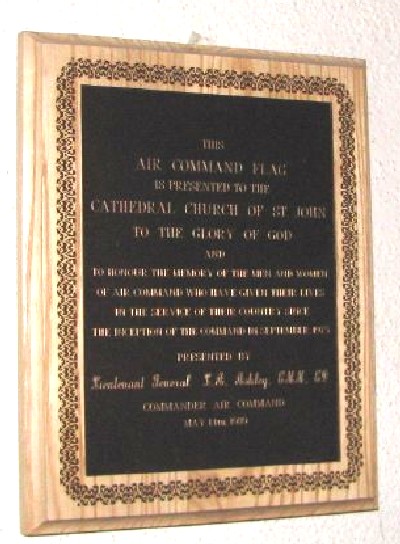 THIS
AIR COMMAND FLAG
IS PRESENTED TO THE
CATHEDRAL CHURCH OF ST JOHN
TO THE GLORY OF GOD
AND
TO HONOUR THE MEMORY OF THE MEN AND WOMEN
OF AIR COMMAND WHO HAVE GIVEN THEIR LIVES
IN THE SERVICE OF THEIR COUNTRY SINCE
THE INCEPTION OF THE COMMAND IN SEPTEMBER 1975
PRESENTED BY
Lieutenant General
COMMANDER AIR COMMAND
MAY